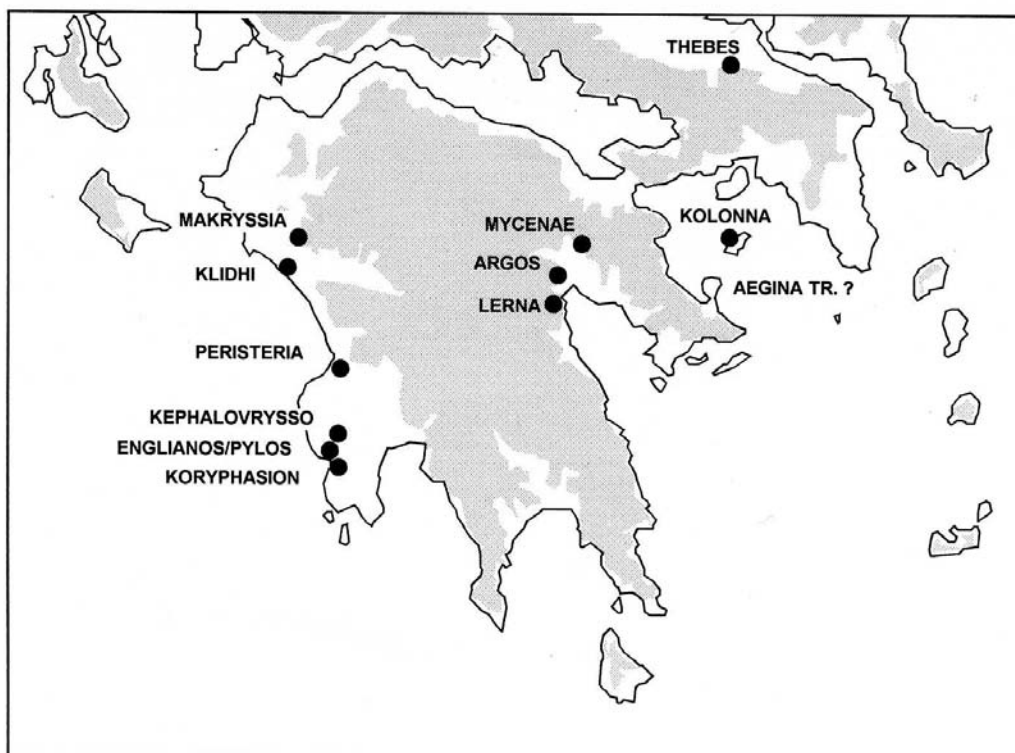 THEBES
MAKRYSSIA
MYCENAE
KOLONNA
KLIDHI
ARGOS
AEGINA TR. ?
LERNA
PERISTERIA
KEPHALOVRYSSO
ENGLIANOS/PYLOS
KORYPHASION